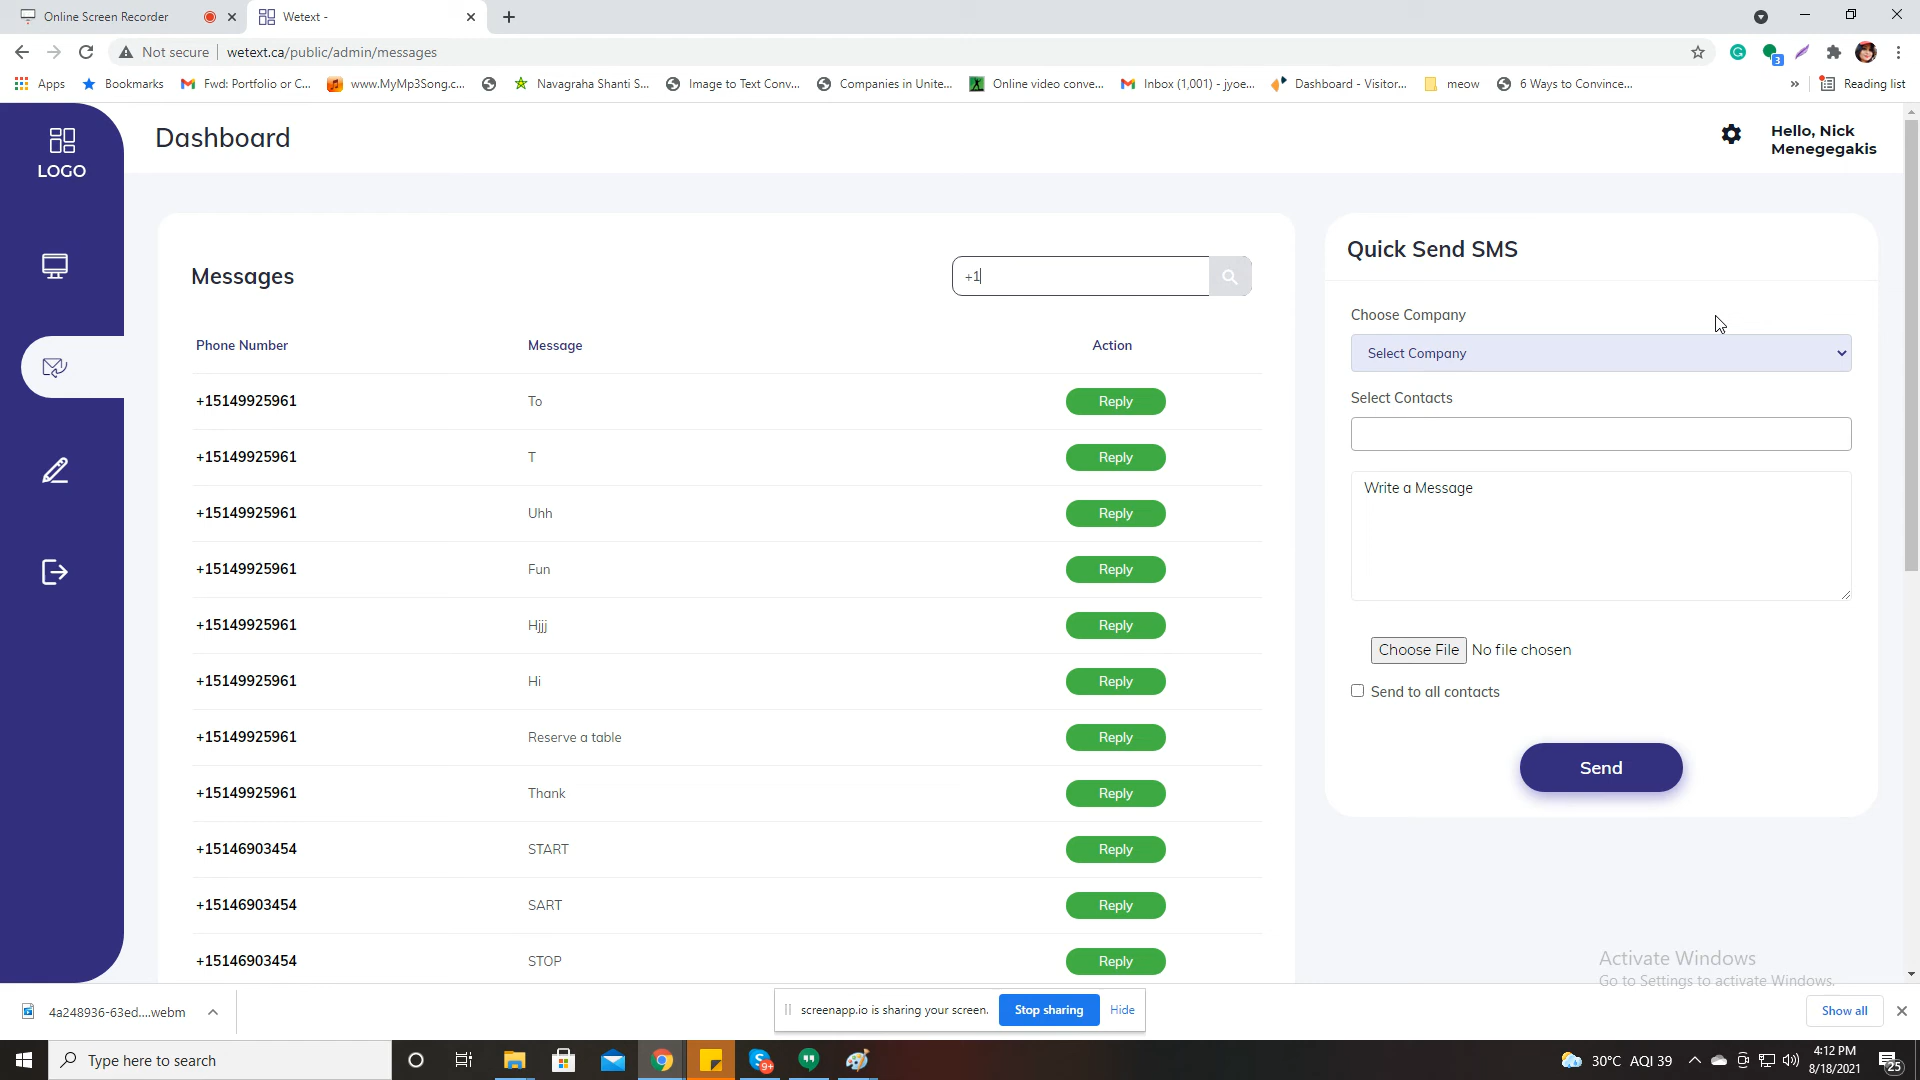 Online Screen Recorder
Wetext -
Not secure
wetext.ca/public/admin/messages
3
Apps
Bookmarks
Fwd: Portfolio or C...
www.MyMp3Song.c...
Navagraha Shanti S...
Image to Text Conv...
Companies in Unite...
Online video conve...
Inbox (1,001) - jyoe...
Dashboard - Visitor...
meow
6 Ways to Convince...
»
Reading list
LOGO
Dashboard
Hello, Nick
Menegegakis
Messages
+1
Phone Number Message Action
+15149925961 To Reply
+15149925961 T Reply
+15149925961 Uhh Reply
+15149925961 Fun Reply
+15149925961 Hjjj Reply
+15149925961 Hi Reply
+15149925961 Reserve a table Reply
+15149925961 Thank Reply
+15146903454 START Reply
+15146903454 SART Reply
+15146903454 STOP Reply
Quick Send SMS
Choose Company
Select Company
Select Contacts
Write a Message
Choose File No file chosen
Send to all contacts
Send
Activate Windows
Go to Settings to activate Windows.
4a248936-63ed....webm
screenapp.io is sharing your screen.
Stop sharing
Hide
Show all
Type here to search
9+
30°C AQI 39
4:12 PM
8/18/2021
25